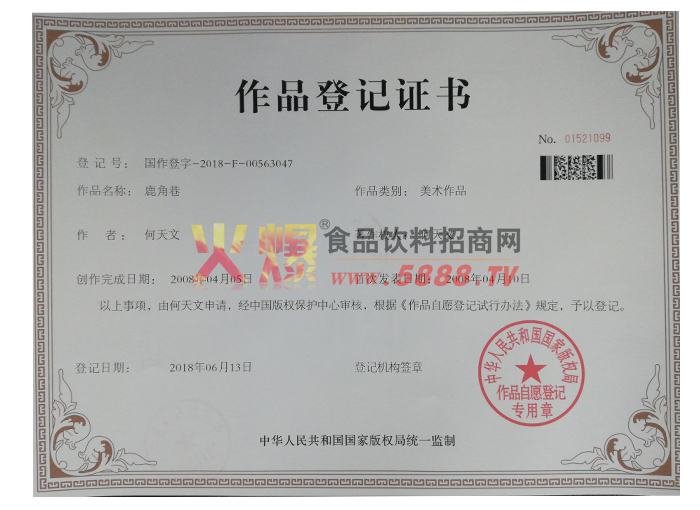 作品登记证书
No. 01521099
登 记 号： 国作登字-2018-F-00563047
作品名称： 鹿角巷 作品类别： 美术作品
作 者： 何天文
火爆®食品饮料招商网
www.5888.TV
创作完成日期： 2008年04月05日 首次发表日期： 2008年04月10日
以上事项，由何天文申请，经中国版权保护中心审核，根据《作品自愿登记试行办法》规定，予以登记。
登记日期： 2018年06月13日 登记机构签章
中华人民共和国国家版权局
作品自愿登记
专用章
中华人民共和国国家版权局统一监制